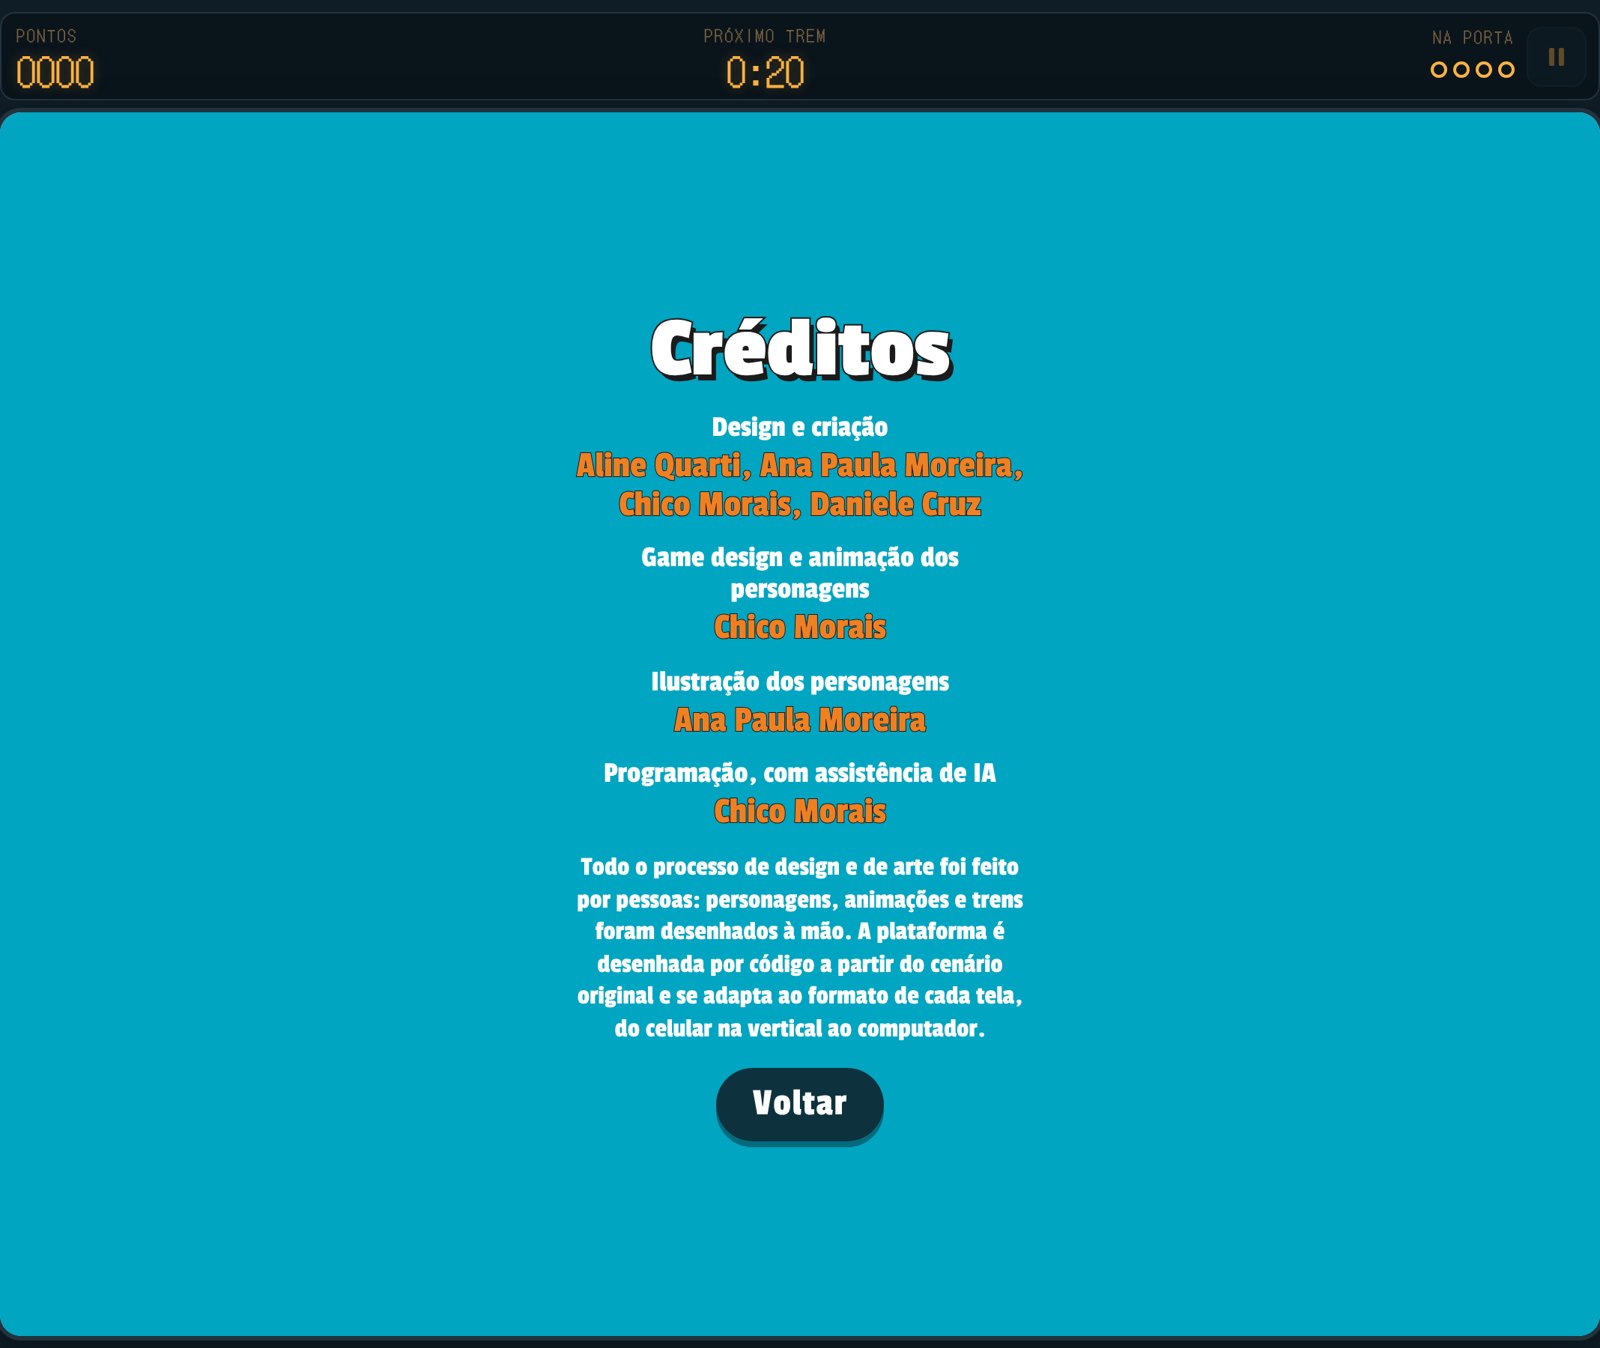 PONTOS
0000
PRÓXIMO TREM
0:20
NA PORTA
Créditos
Design e criação
Aline Quarti, Ana Paula Moreira,
Chico Morais, Daniele Cruz
Game design e animação dos
personagens
Chico Morais
Ilustração dos personagens
Ana Paula Moreira
Programação, com assistência de IA
Chico Morais
Todo o processo de design e de arte foi feito
por pessoas: personagens, animações e trens
foram desenhados à mão. A plataforma é
desenhada por código a partir do cenário
original e se adapta ao formato de cada tela,
do celular na vertical ao computador.
Voltar